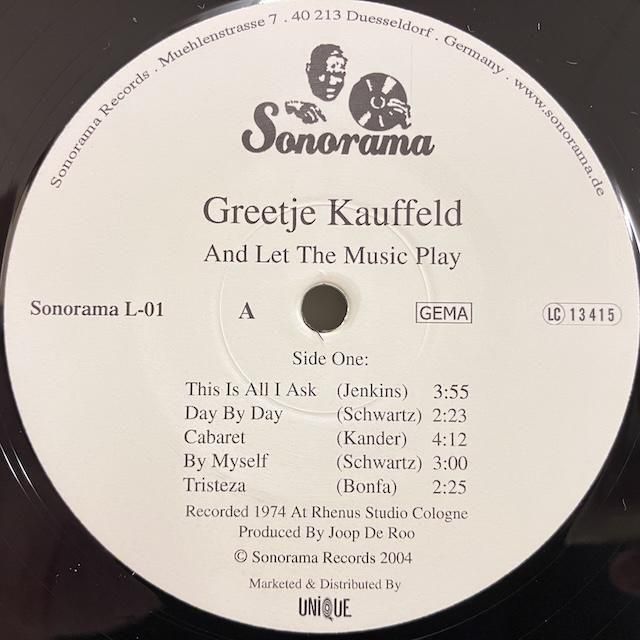 Sonorama Records . Muehlenstrasse 7 . 40 213 Duesseldorf . Germany . www.sonorama.de
Sonorama
Greetje Kauffeld
And Let The Music Play
Sonorama L-01 A GEMA LC 13415
Side One:
This Is All I Ask (Jenkins) 3:55
Day By Day (Schwartz) 2:23
Cabaret (Kander) 4:12
By Myself (Schwartz) 3:00
Tristeza (Bonfa) 2:25
Recorded 1974 At Rhenus Studio Cologne
Produced By Joop De Roo
© Sonorama Records 2004
Marketed & Distributed By
UNIQUE